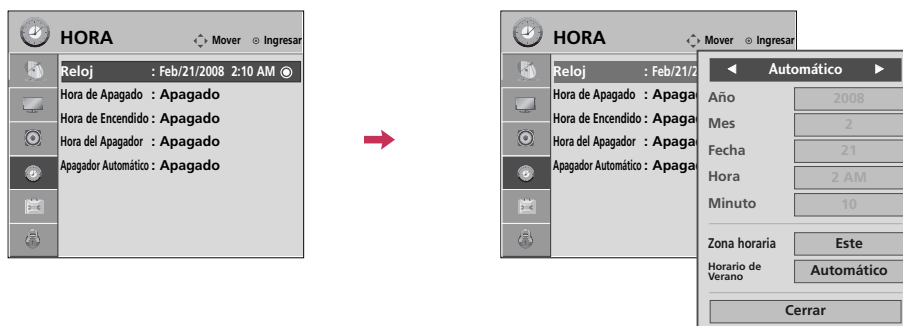 HORA Mover Ingresar
Reloj : Feb/21/2008 2:10 AM
Hora de Apagado : Apagado
Hora de Encendido : Apagado
Hora del Apagador : Apagado
Apagador Automático : Apagado
HORA Mover Ingresar
Reloj : Feb/21/2
Hora de Apagado : Apaga
Hora de Encendido : Apaga
Hora del Apagador : Apaga
Apagador Automático : Apaga
Automático
Año 2008
Mes 2
Fecha 21
Hora 2 AM
Minuto 10
Zona horaria Este
Horario de
Verano Automático
Cerrar